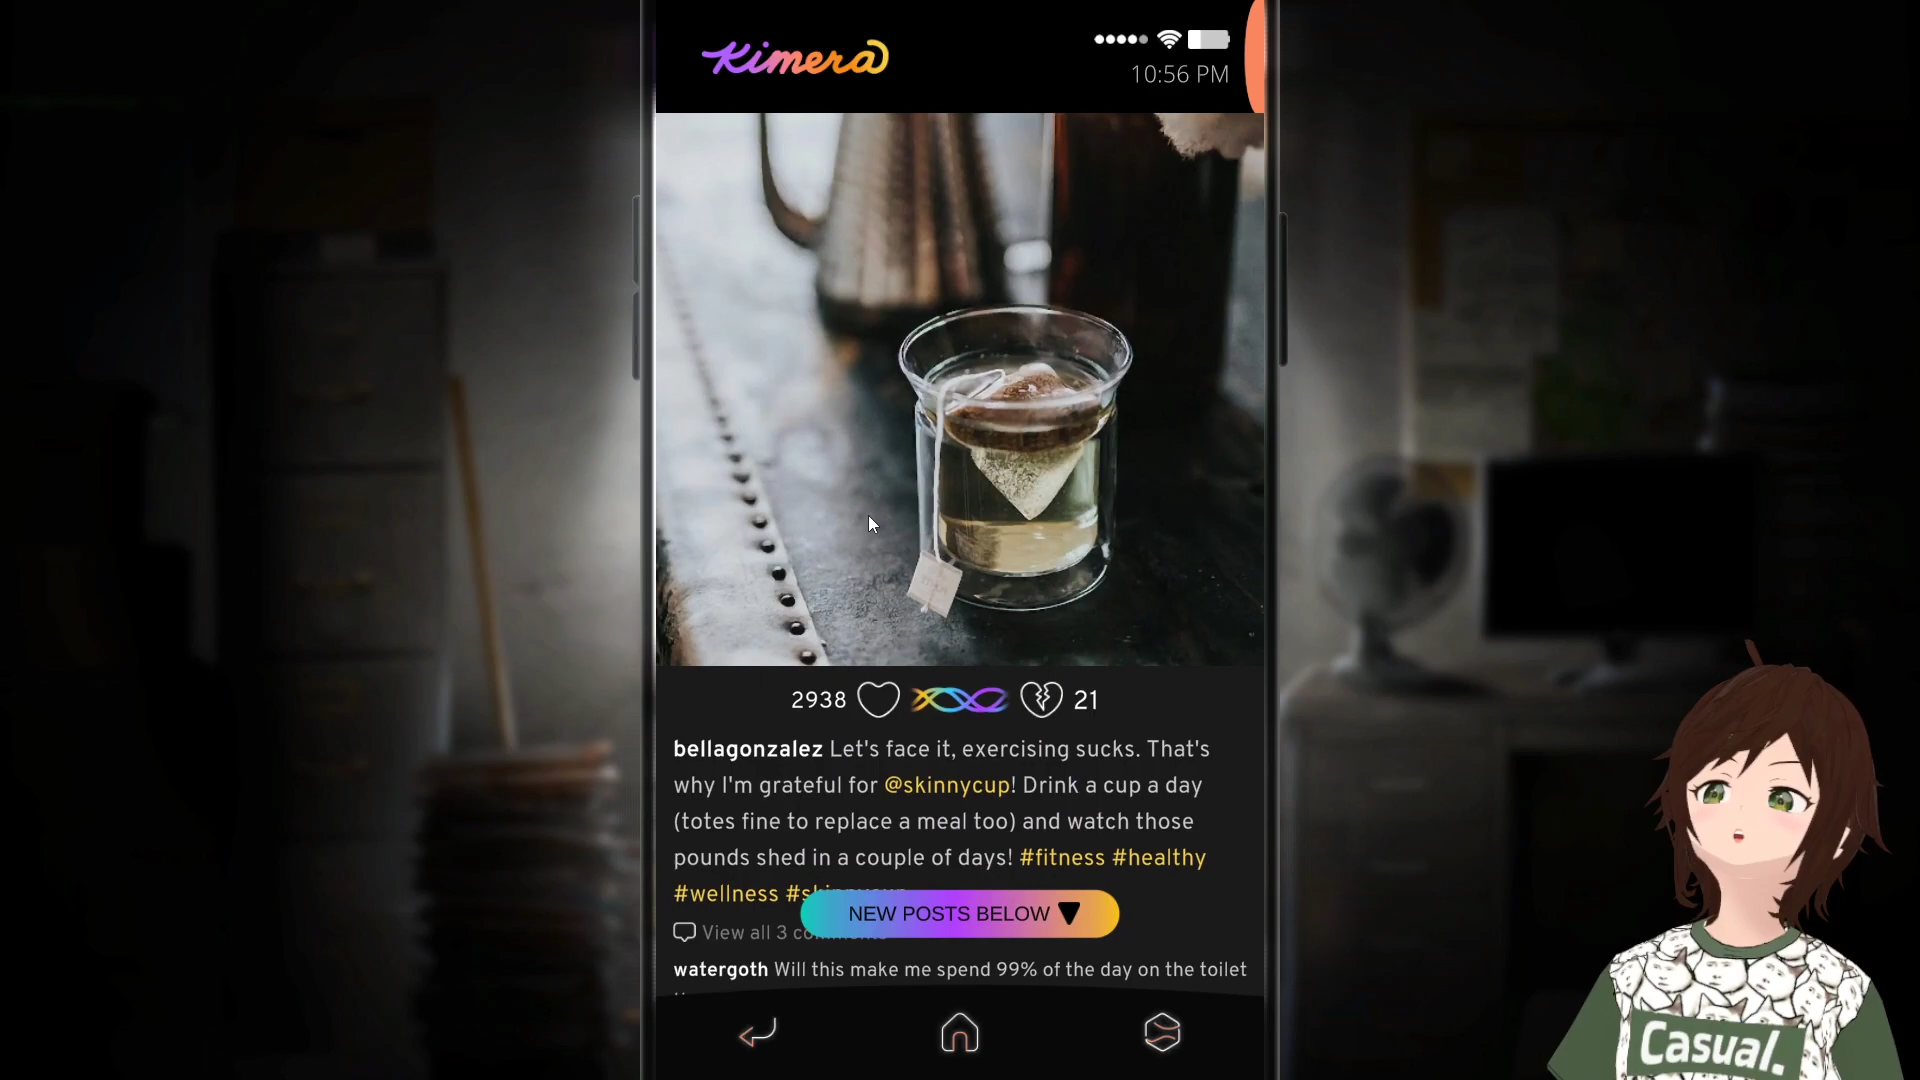 Kimera
10:56 PM
2938 21
bellagonzalez Let's face it, exercising sucks. That's
why I'm grateful for @skinnycup! Drink a cup a day
(totes fine to replace a meal too) and watch those
pounds shed in a couple of days! #fitness #healthy
#wellness
NEW POSTS BELOW
View all 3
watergoth Will this make me spend 99% of the day on the toilet
Casual.